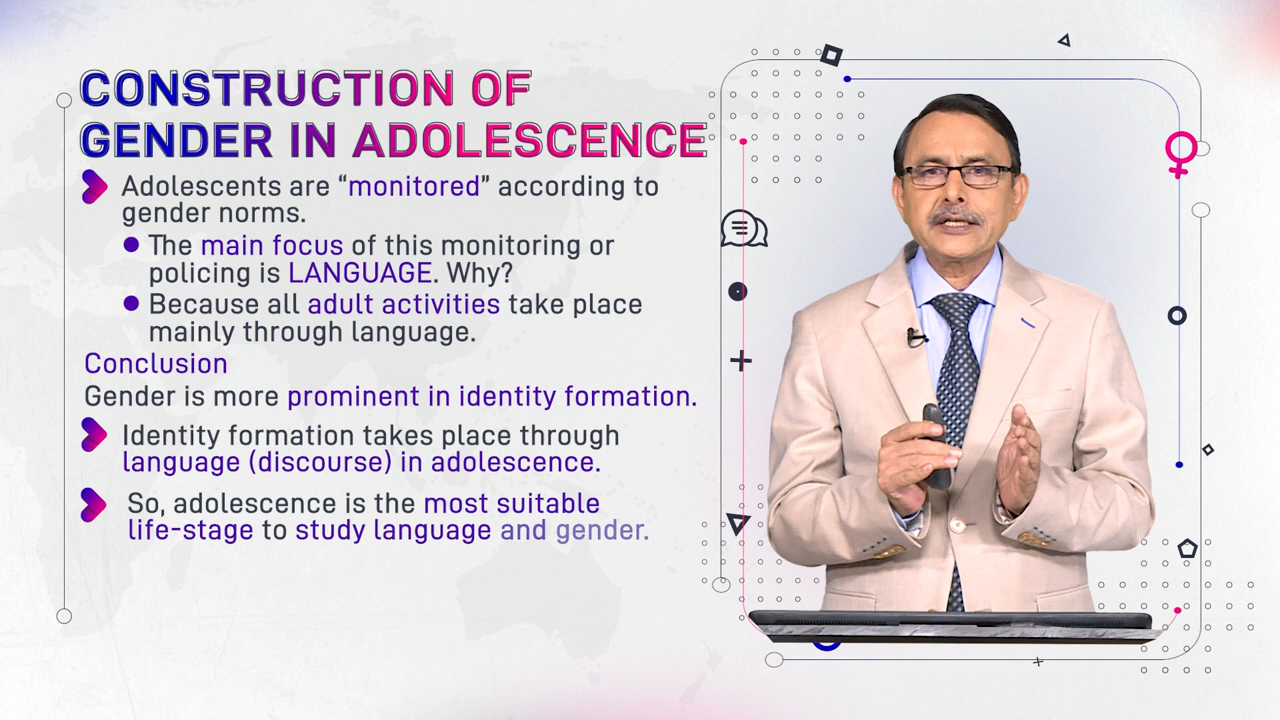 CONSTRUCTION OF
GENDER IN ADOLESCENCE
Adolescents are “monitored” according to
gender norms.
The main focus of this monitoring or
policing is LANGUAGE. Why?
Because all adult activities take place
mainly through language.
Conclusion
Gender is more prominent in identity formation.
Identity formation takes place through
language (discourse) in adolescence.
So, adolescence is the most suitable
life-stage to study language and gender.